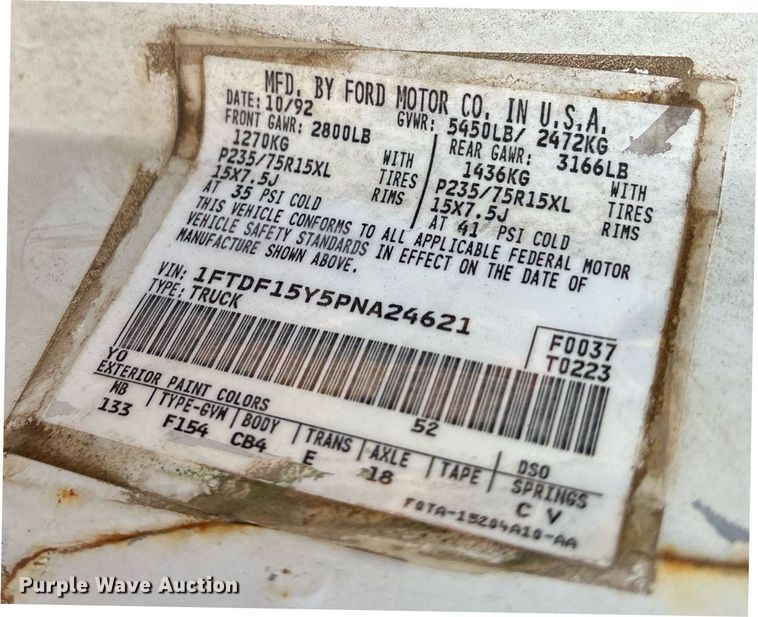 MFD. BY FORD MOTOR CO. IN U.S.A.
DATE: 10/92 GVWR: 5450LB/ 2472KG
FRONT GAWR: 2800LB REAR GAWR: 3166LB
1270KG WITH 1436KG WITH
P235/75R15XL TIRES P235/75R15XL TIRES
15X7.5J RIMS 15X7.5J RIMS
AT 35 PSI COLD AT 41 PSI COLD
THIS VEHICLE CONFORMS TO ALL APPLICABLE FEDERAL MOTOR
VEHICLE SAFETY STANDARDS IN EFFECT ON THE DATE OF
MANUFACTURE SHOWN ABOVE.
VIN: 1FTDF15Y5PNA24621
TYPE: TRUCK
F0037
T0223
YO 52
EXTERIOR PAINT COLORS DSO
WB TYPE-GVW BODY TRANS AXLE TAPE SPRINGS
133 F154 CB4 E 18 C V
F0TA-15204A10-AA
Purple Wave Auction